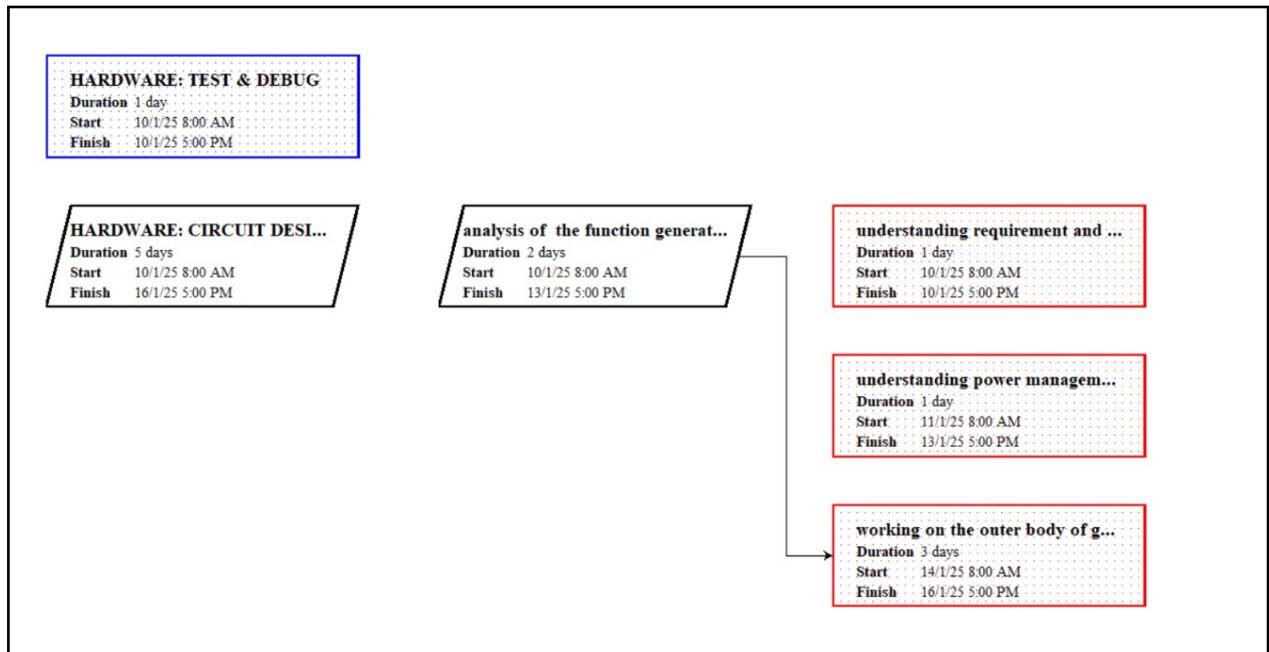 HARDWARE: TEST & DEBUG
Duration 1 day
Start 10/1/25 8:00 AM
Finish 10/1/25 5:00 PM
HARDWARE: CIRCUIT DESI...
Duration 5 days
Start 10/1/25 8:00 AM
Finish 16/1/25 5:00 PM
analysis of the function generat...
Duration 2 days
Start 10/1/25 8:00 AM
Finish 13/1/25 5:00 PM
understanding requirement and ...
Duration 1 day
Start 10/1/25 8:00 AM
Finish 10/1/25 5:00 PM
understanding power managem...
Duration 1 day
Start 11/1/25 8:00 AM
Finish 13/1/25 5:00 PM
working on the outer body of g...
Duration 3 days
Start 14/1/25 8:00 AM
Finish 16/1/25 5:00 PM